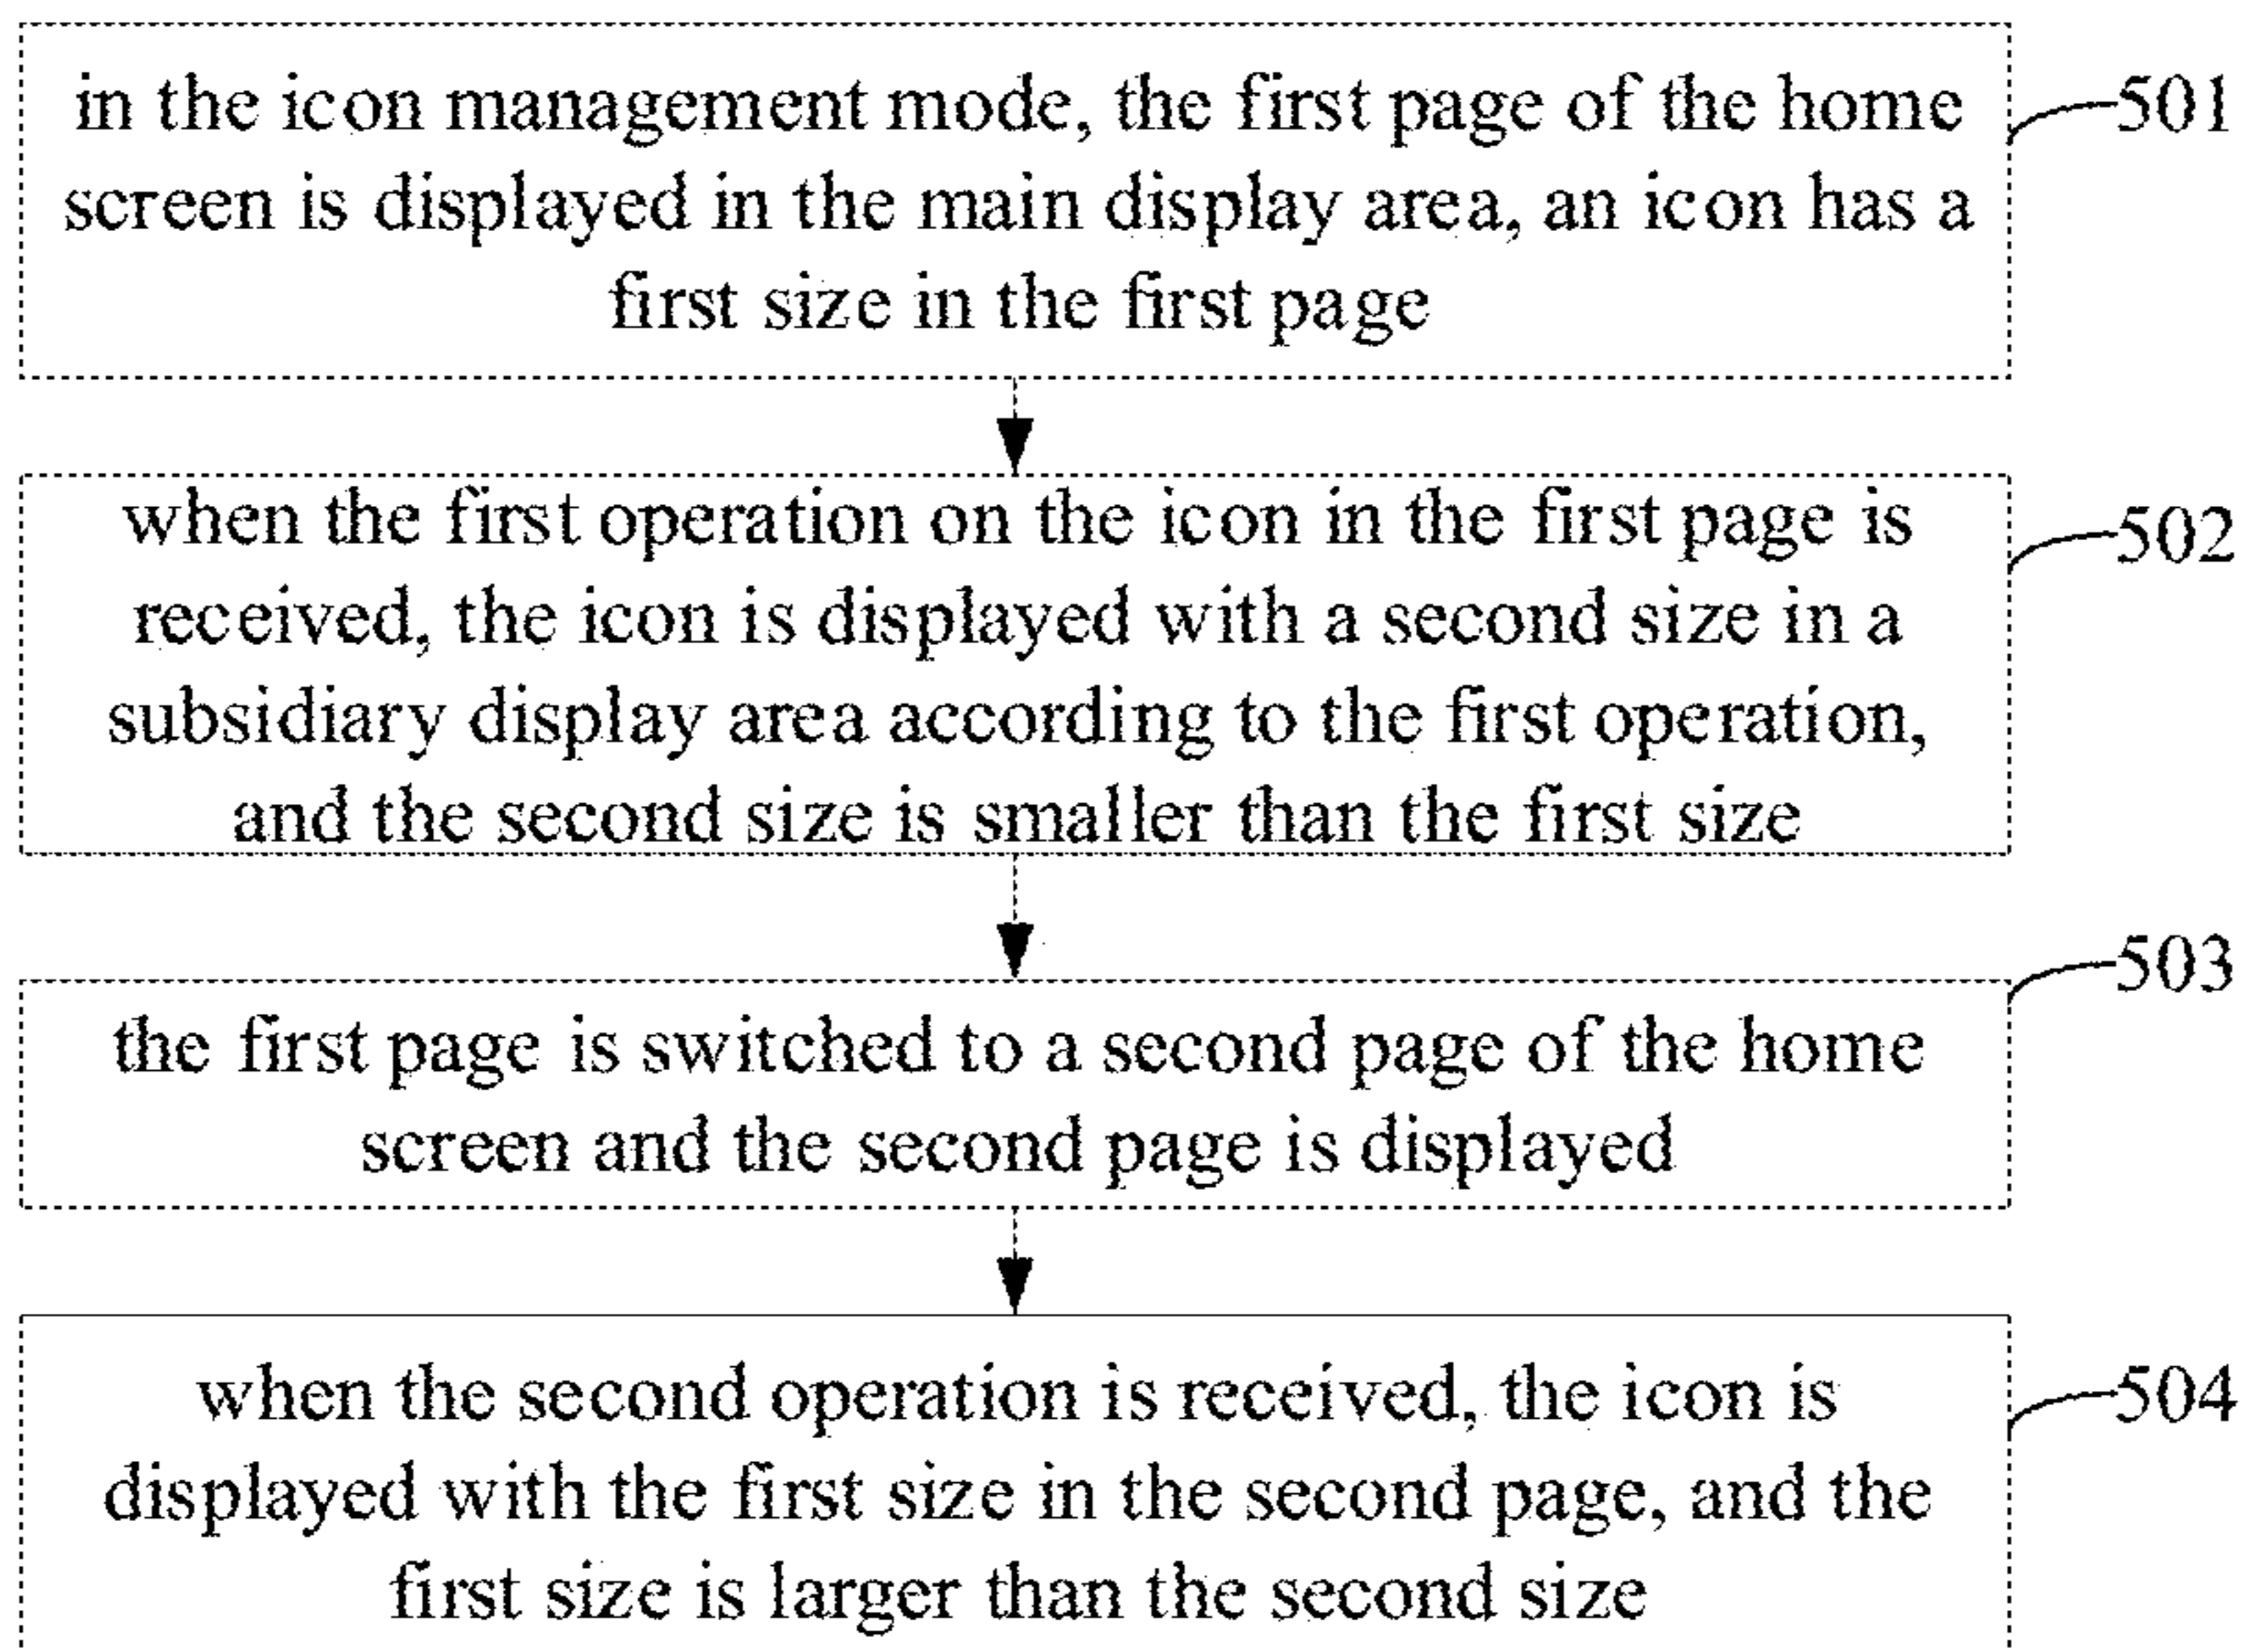 in the icon management mode, the first page of the home
screen is displayed in the main display area, an icon has a
first size in the first page
501
when the first operation on the icon in the first page is
received, the icon is displayed with a second size in a
subsidiary display area according to the first operation,
and the second size is smaller than the first size
502
the first page is switched to a second page of the home
screen and the second page is displayed
503
when the second operation is received, the icon is
displayed with the first size in the second page, and the
first size is larger than the second size
504